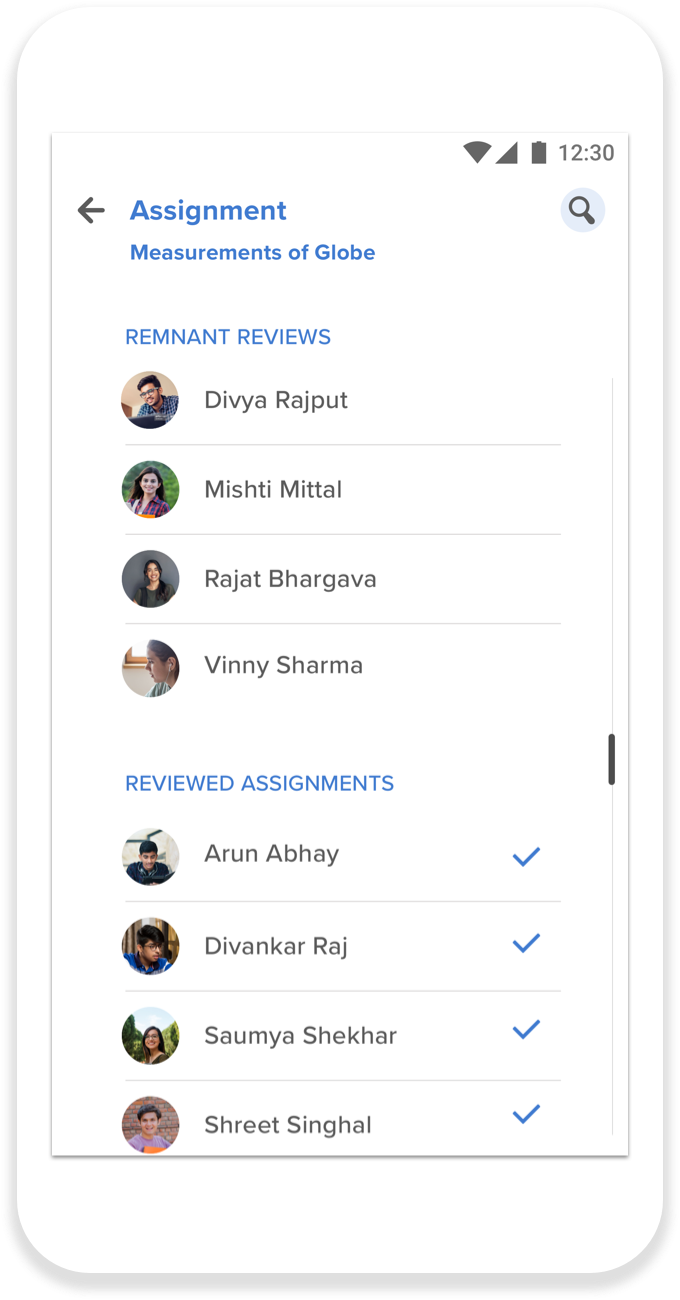 12:30
Assignment
Measurements of Globe
REMNANT REVIEWS
Divya Rajput
Mishti Mittal
Rajat Bhargava
Vinny Sharma
REVIEWED ASSIGNMENTS
Arun Abhay
Divankar Raj
Saumya Shekhar
Shreet Singhal